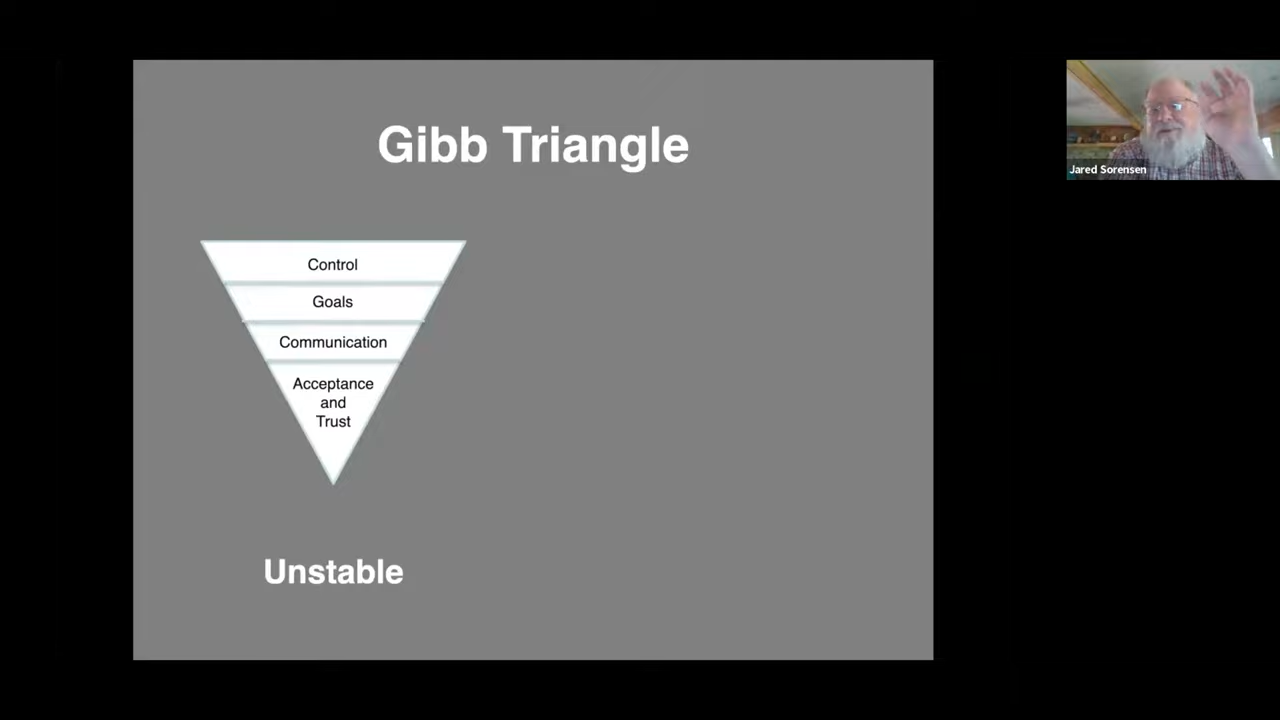 Gibb Triangle
Control
Goals
Communication
Acceptance
and
Trust
Unstable
Jared Sorensen